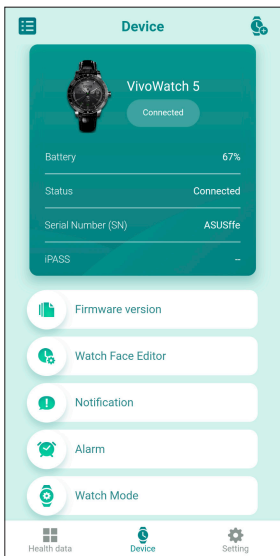 Device
VivoWatch 5
Connected
Battery 67%
Status Connected
Serial Number (SN) ASUSffe
iPASS --
Firmware version
Watch Face Editor
Notification
Alarm
Watch Mode
Health data Device Setting